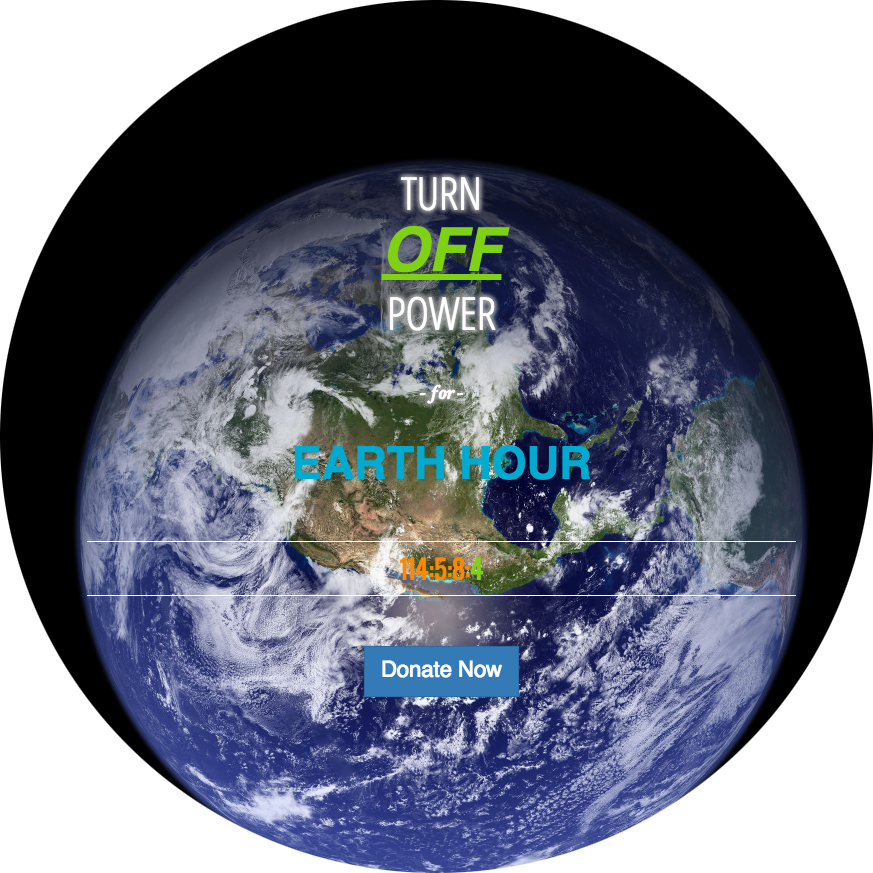 TURN
OFF
POWER
- for -
EARTH HOUR
114:5:8:4
Donate Now